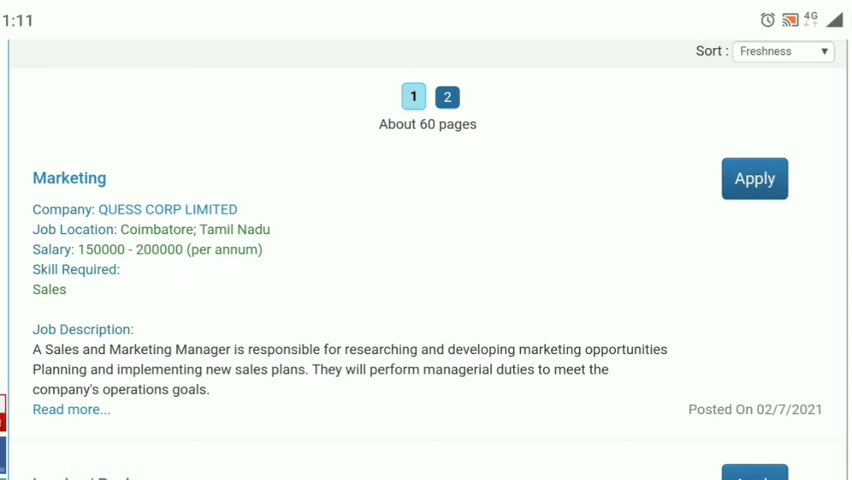 1:11
4G
Sort : Freshness
1 2
About 60 pages
Marketing
Apply
Company: QUESS CORP LIMITED
Job Location: Coimbatore; Tamil Nadu
Salary: 150000 - 200000 (per annum)
Skill Required:
Sales
Job Description:
A Sales and Marketing Manager is responsible for researching and developing marketing opportunities
Planning and implementing new sales plans. They will perform managerial duties to meet the
company's operations goals.
Read more...
Posted On 02/7/2021